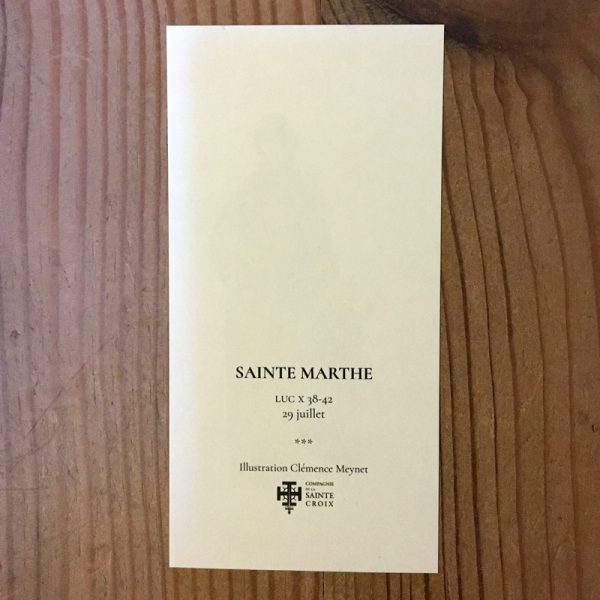 SAINTE MARTHE
LUC X 38-42
29 juillet
***
Illustration Clémence Meynet
COMPAGNIE
DE LA
SAINTE
CROIX